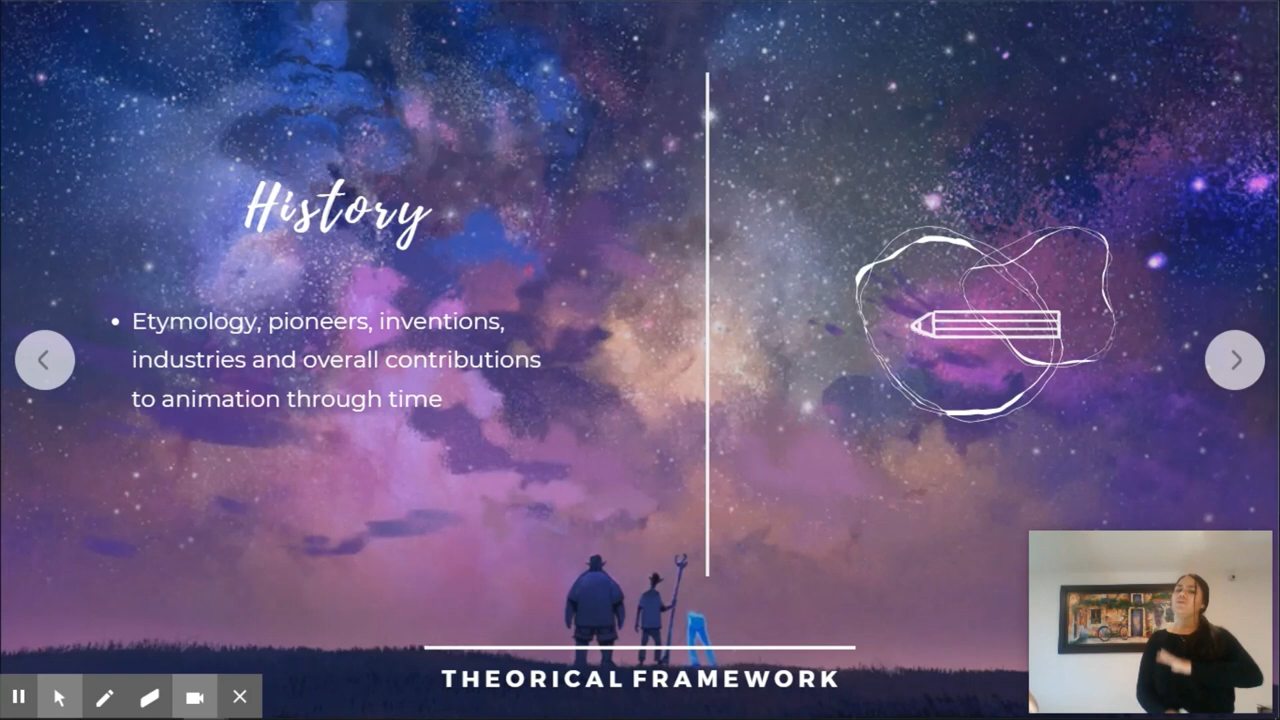 History
• Etymology, pioneers, inventions,
industries and overall contributions
to animation through time
THEORICAL FRAMEWORK